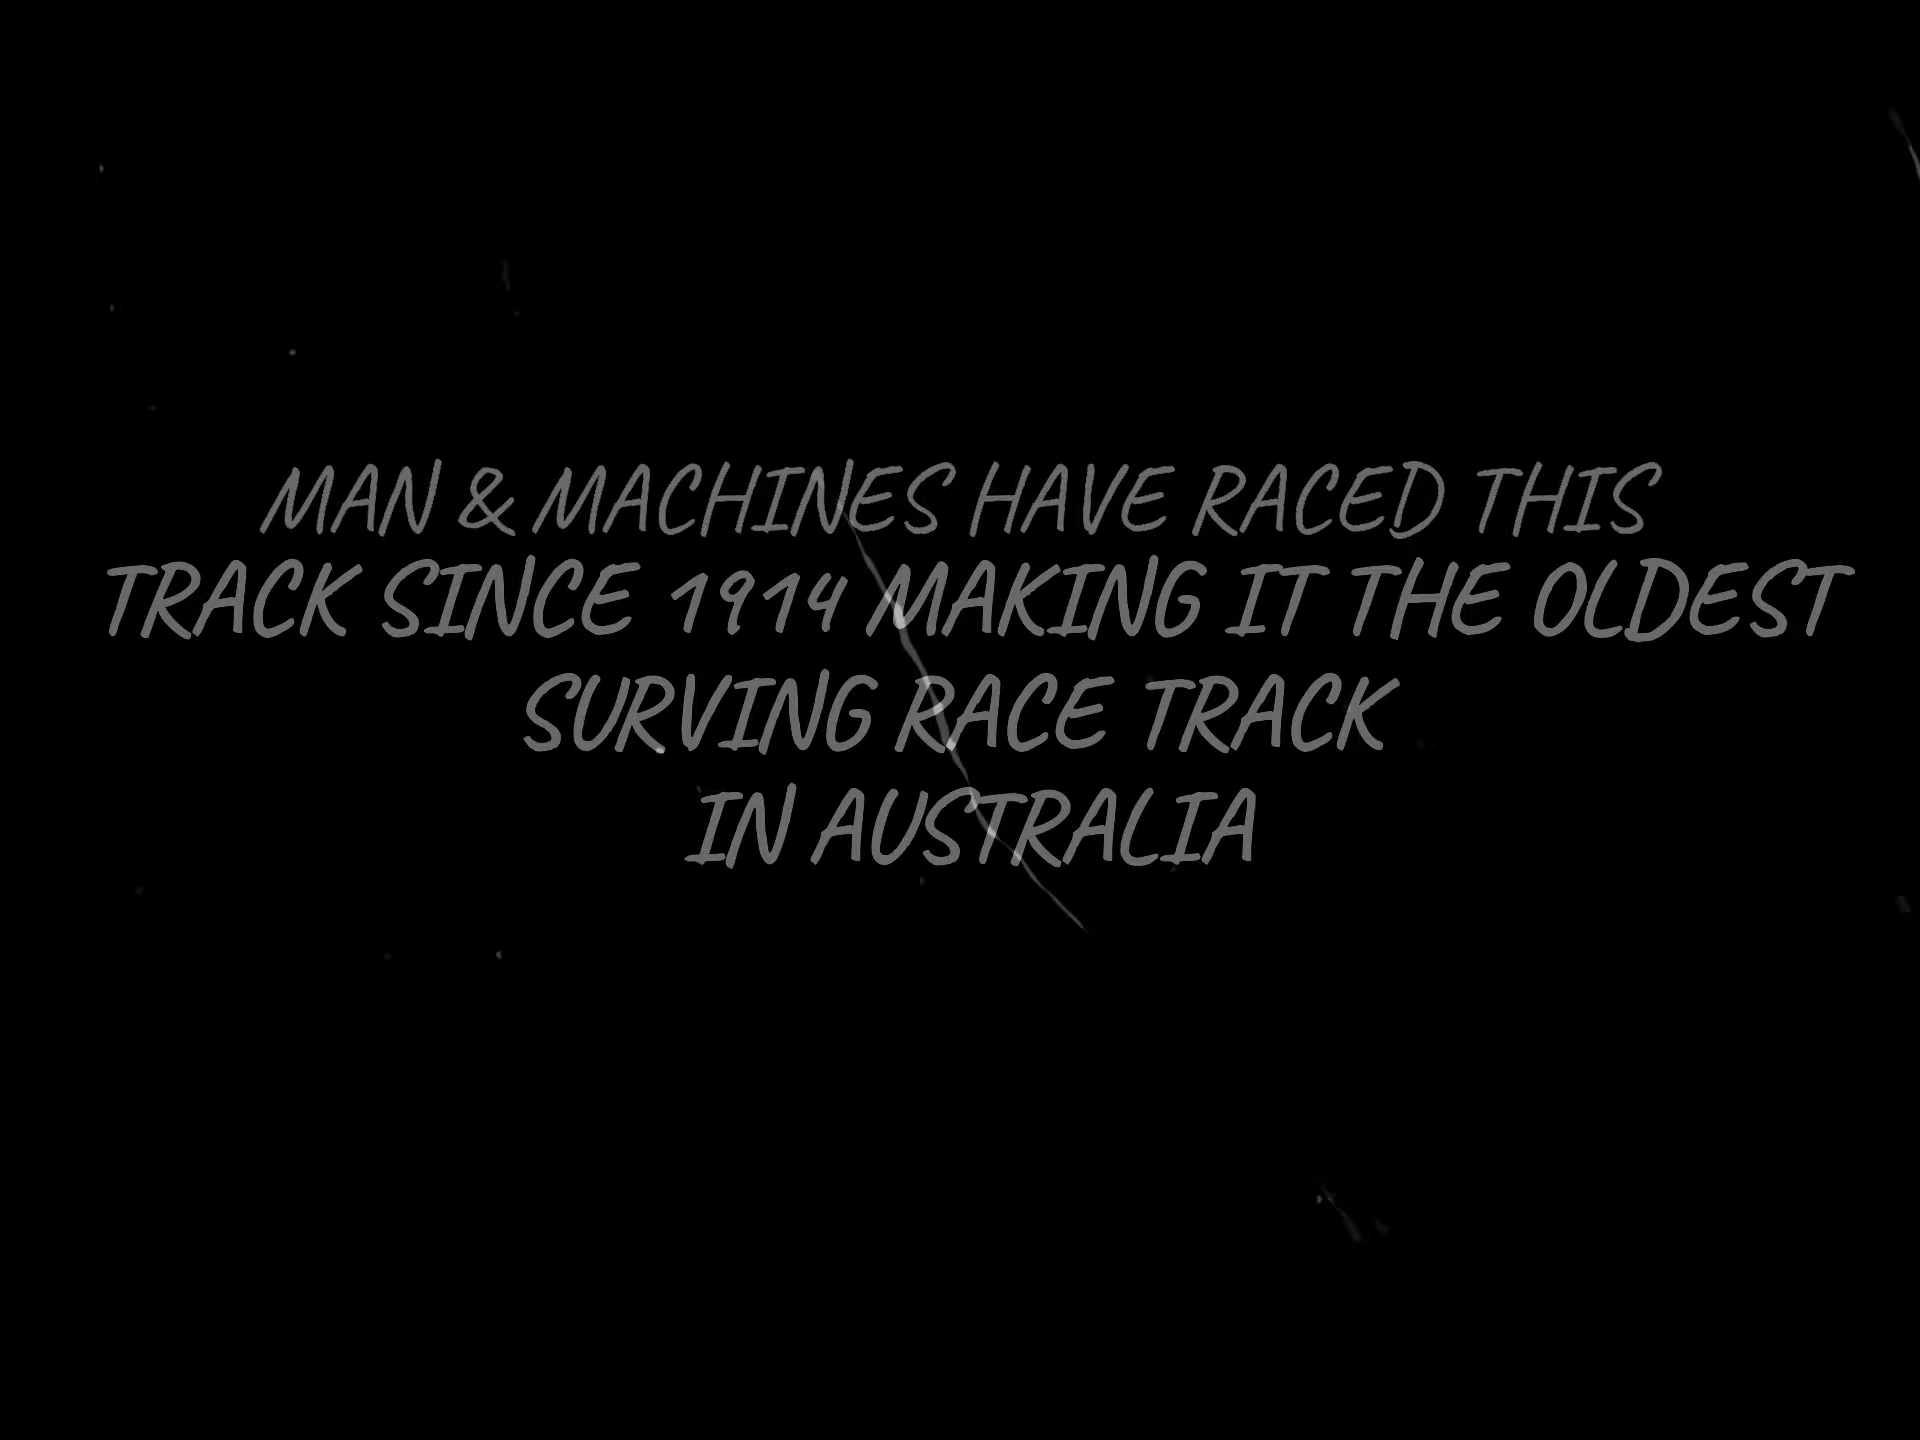 MAN & MACHINES HAVE RACED THIS
TRACK SINCE 1914 MAKING IT THE OLDEST
SURVING RACE TRACK
IN AUSTRALIA